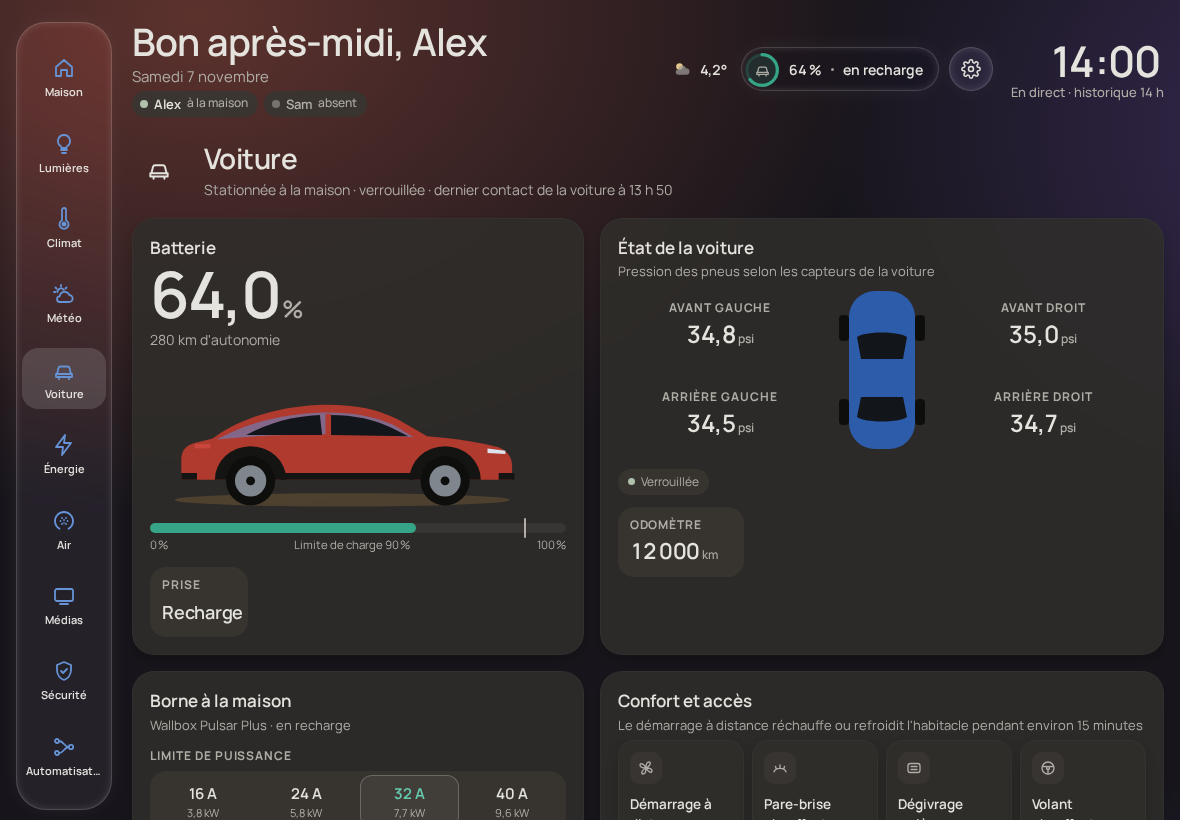 Bon après-midi, Alex
Samedi 7 novembre
Alex à la maison
Sam absent
4,2°
64 % · en recharge
14:00
En direct · historique 14 h
Maison
Lumières
Climat
Météo
Voiture
Énergie
Air
Médias
Sécurité
Automatisat…
Voiture
Stationnée à la maison · verrouillée · dernier contact de la voiture à 13 h 50
Batterie
64,0 %
280 km d'autonomie
0 %
Limite de charge 90 %
100 %
PRISE
Recharge
État de la voiture
Pression des pneus selon les capteurs de la voiture
AVANT GAUCHE
34,8 psi
AVANT DROIT
35,0 psi
ARRIÈRE GAUCHE
34,5 psi
ARRIÈRE DROIT
34,7 psi
Verrouillée
ODOMÈTRE
12 000 km
Borne à la maison
Wallbox Pulsar Plus · en recharge
LIMITE DE PUISSANCE
16 A
3,8 kW
24 A
5,8 kW
32 A
7,7 kW
40 A
9,6 kW
Confort et accès
Le démarrage à distance réchauffe ou refroidit l'habitacle pendant environ 15 minutes
Démarrage à
Pare-brise
Dégivrage
Volant